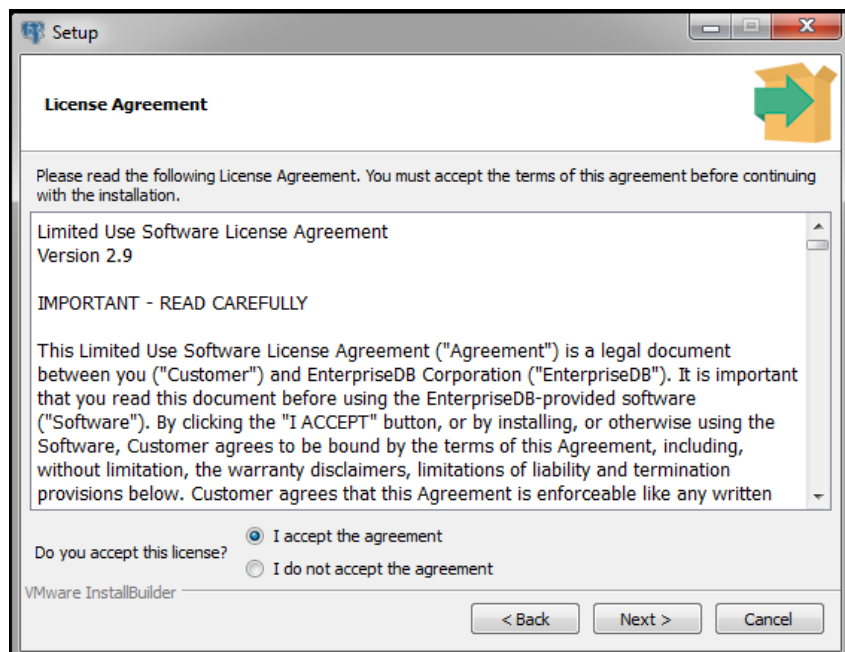 Setup
License Agreement
Please read the following License Agreement. You must accept the terms of this agreement before continuing
with the installation.
Limited Use Software License Agreement
Version 2.9
IMPORTANT - READ CAREFULLY
This Limited Use Software License Agreement ("Agreement") is a legal document
between you ("Customer") and EnterpriseDB Corporation ("EnterpriseDB"). It is important
that you read this document before using the EnterpriseDB-provided software
("Software"). By clicking the "I ACCEPT" button, or by installing, or otherwise using the
Software, Customer agrees to be bound by the terms of this Agreement, including,
without limitation, the warranty disclaimers, limitations of liability and termination
provisions below. Customer agrees that this Agreement is enforceable like any written
Do you accept this license?
I accept the agreement
I do not accept the agreement
VMware InstallBuilder
< Back Next > Cancel